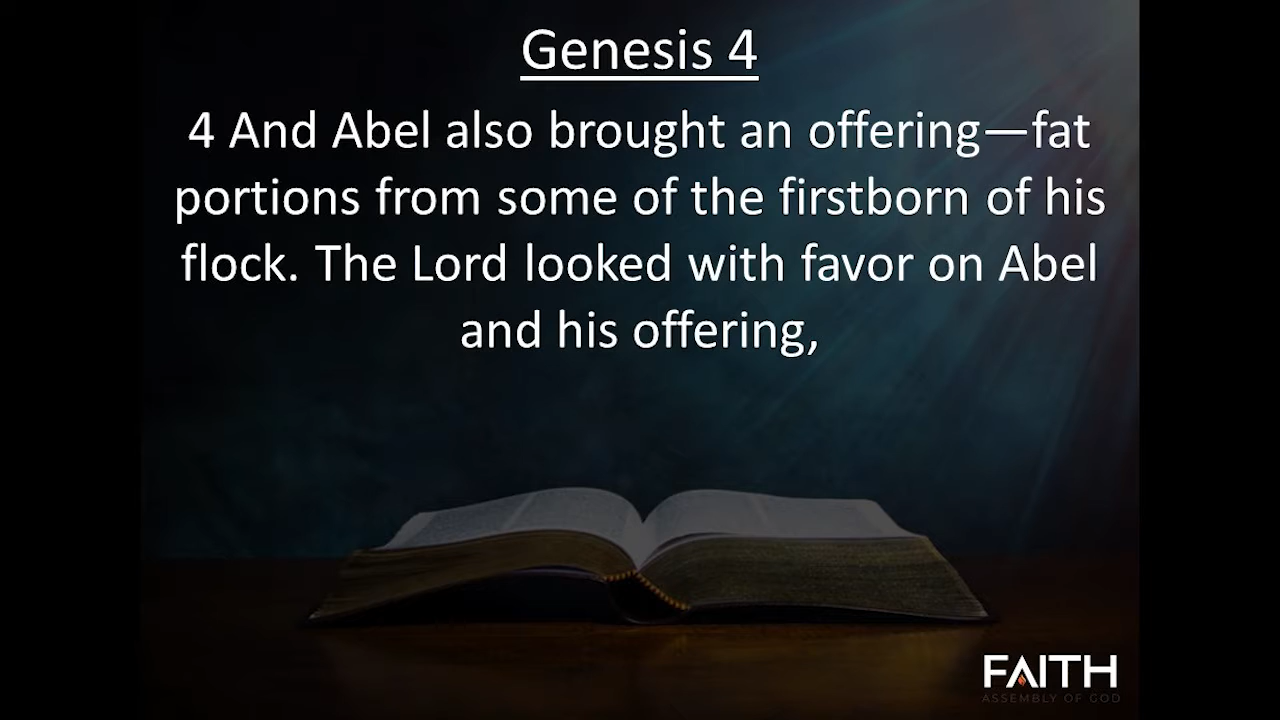 Genesis 4
4 And Abel also brought an offering—fat
portions from some of the firstborn of his
flock. The Lord looked with favor on Abel
and his offering,
FAITH
ASSEMBLY OF GOD